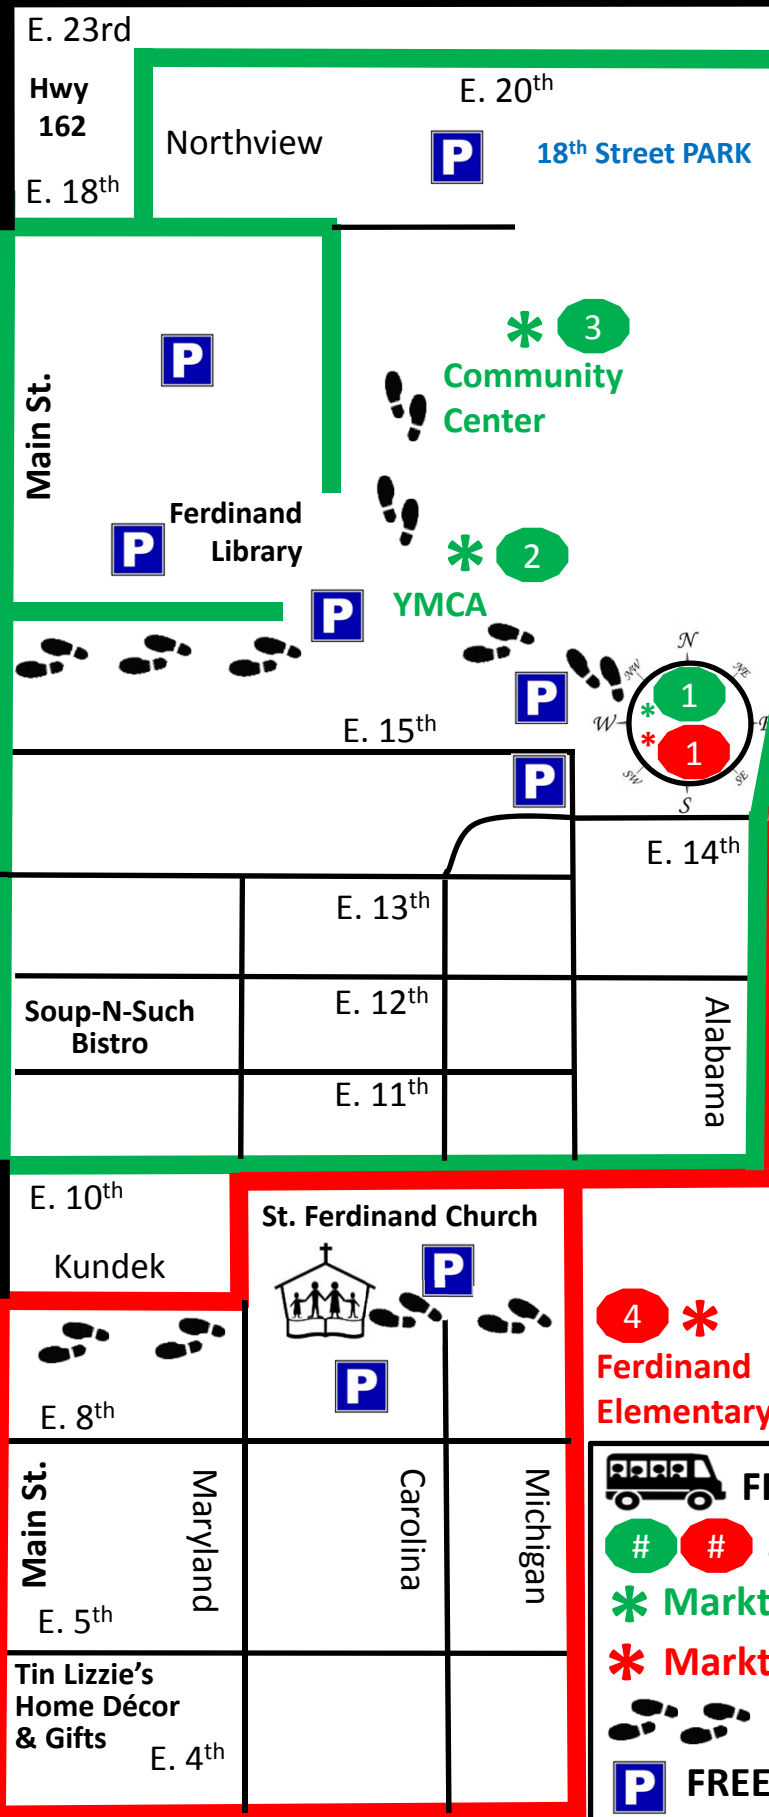 E. 23rd
Hwy
162
E. 20th
Northview
P
18th Street PARK
E. 18th
3
P
Community
Center
Main St.
Ferdinand
Library
P
2
YMCA
P
N
NW
NE
P
1
W
E. 15th
1
P
SW
SE
S
E. 14th
E. 13th
E. 12th
Soup-N-Such
Bistro
Alabama
E. 11th
E. 10th
St. Ferdinand Church
Kundek
P
4
Ferdinand
Elementary
P
E. 8th
Main St.
Maryland
Carolina
Michigan
# #
Markt
E. 5th
Markt
Tin Lizzie's
Home Décor
& Gifts
E. 4th
P FREE